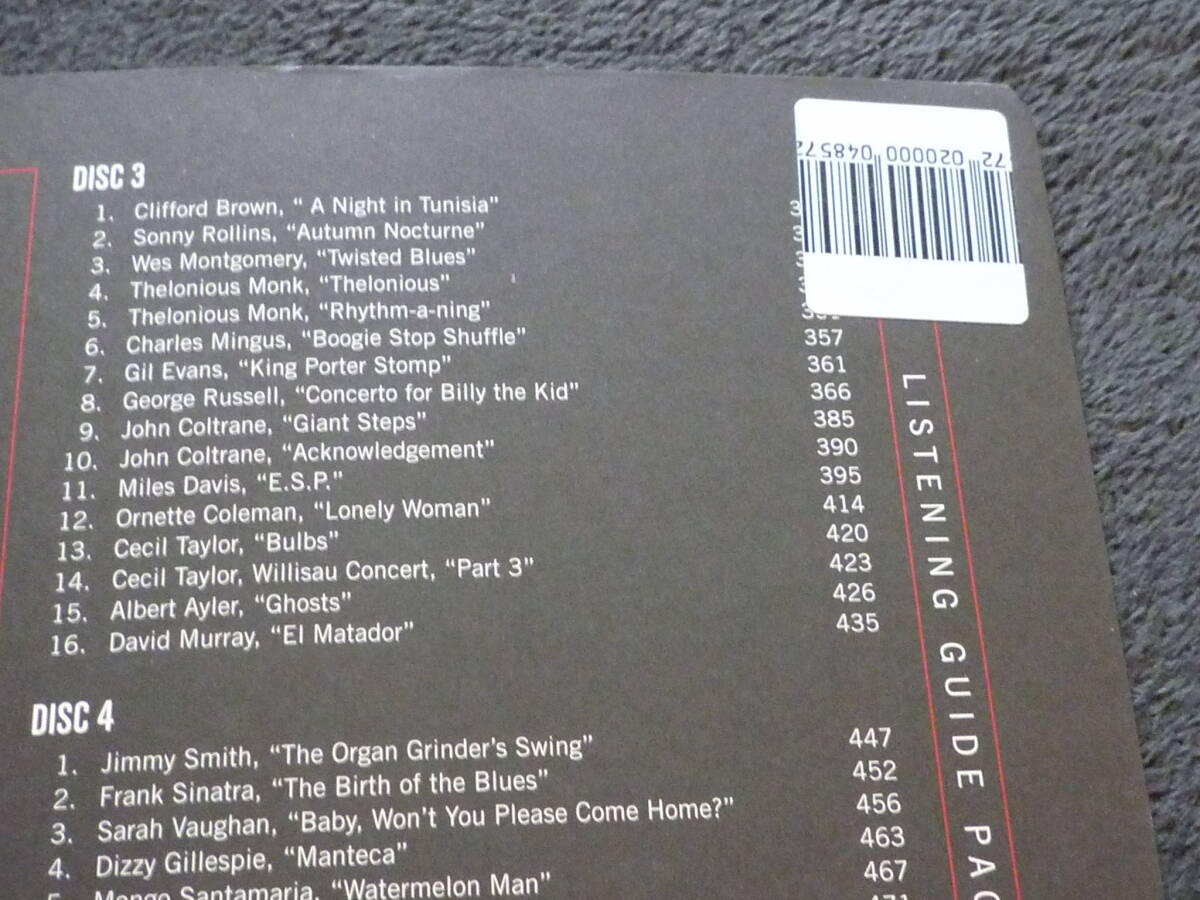 72 020000 048572
DISC 3
1. Clifford Brown, “ A Night in Tunisia”
2. Sonny Rollins, “Autumn Nocturne”
3. Wes Montgomery, “Twisted Blues”
4. Thelonious Monk, “Thelonious”
5. Thelonious Monk, “Rhythm-a-ning”
6. Charles Mingus, “Boogie Stop Shuffle” 357
7. Gil Evans, “King Porter Stomp” 361
8. George Russell, “Concerto for Billy the Kid” 366
9. John Coltrane, “Giant Steps” 385
10. John Coltrane, “Acknowledgement” 390
11. Miles Davis, “E.S.P.” 395
12. Ornette Coleman, “Lonely Woman” 414
13. Cecil Taylor, “Bulbs” 420
14. Cecil Taylor, Willisau Concert, “Part 3” 423
15. Albert Ayler, “Ghosts” 426
16. David Murray, “El Matador” 435
DISC 4
1. Jimmy Smith, “The Organ Grinder’s Swing” 447
2. Frank Sinatra, “The Birth of the Blues” 452
3. Sarah Vaughan, “Baby, Won’t You Please Come Home?” 456
4. Dizzy Gillespie, “Manteca” 463
5. Mongo Santamaria, “Watermelon Man” 467
LISTENING GUIDE